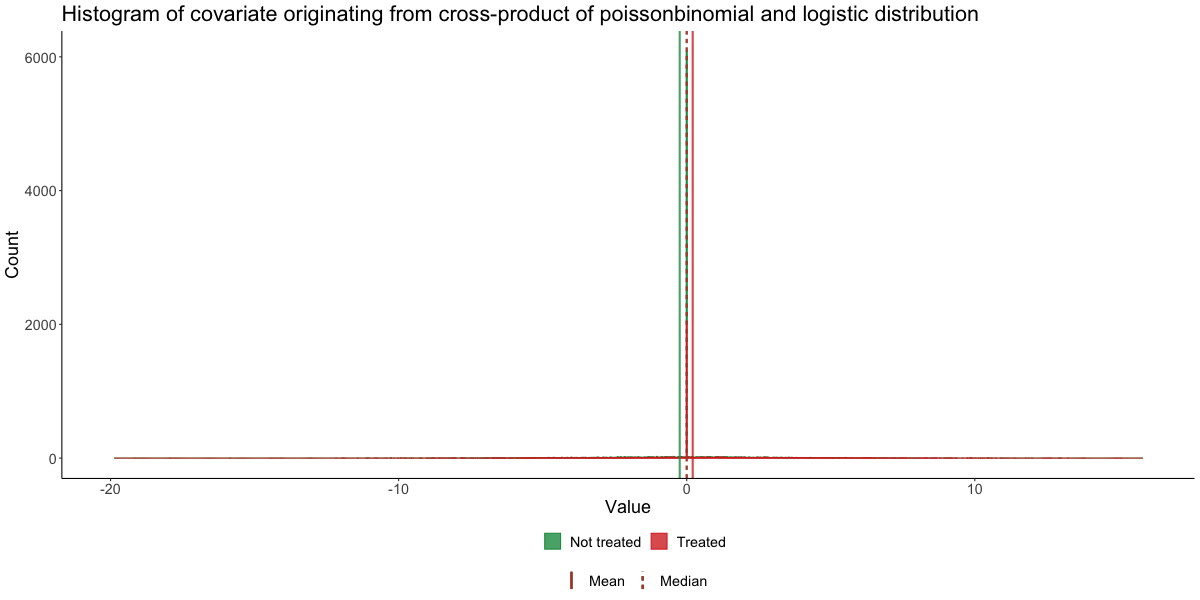 Histogram of covariate originating from cross-product of poissonbinomial and logistic distribution
Count
6000
4000
2000
0
-20 -10 0 10
Value
Not treated Treated
Mean Median